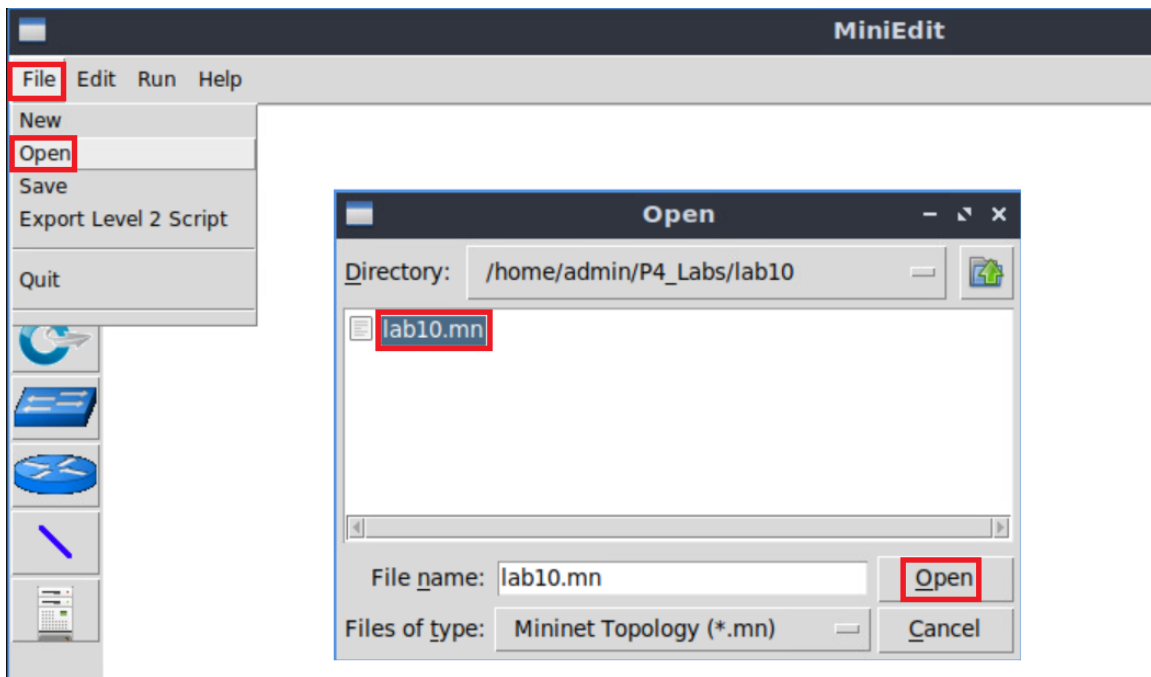 MiniEdit
File Edit Run Help
New
Open
Save
Export Level 2 Script
Quit
Open
Directory: /home/admin/P4_Labs/lab10
lab10.mn
File name: lab10.mn Open
Files of type: Mininet Topology (*.mn) Cancel